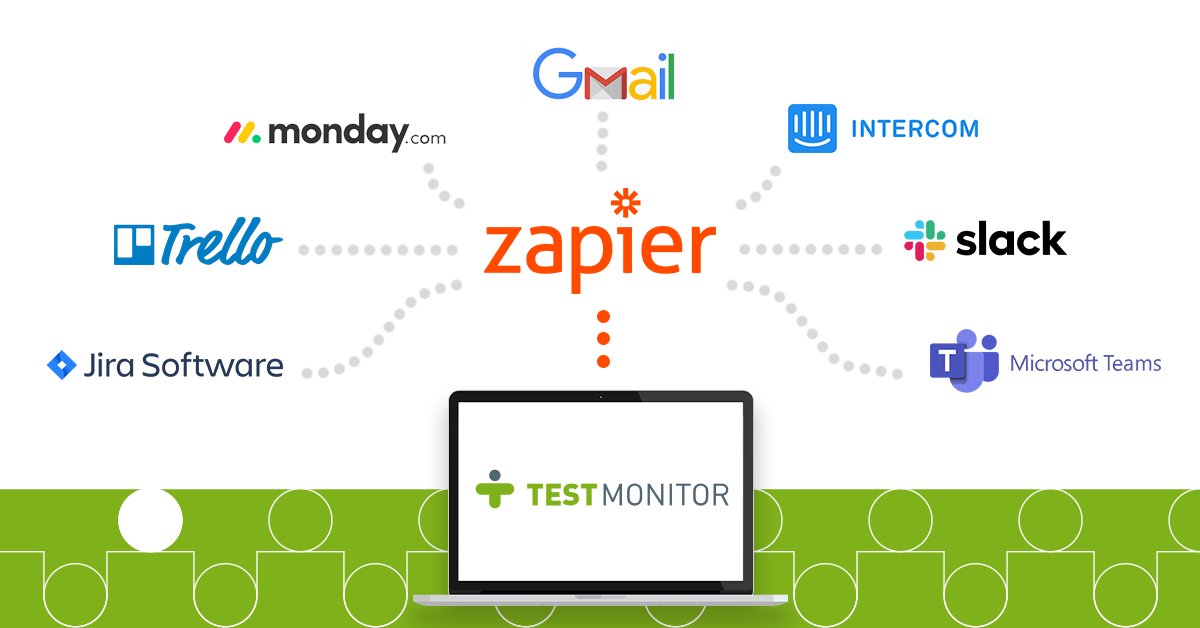 Gmail
monday.com
INTERCOM
Trello
zapier
slack
Jira Software
T
Microsoft Teams
TESTMONITOR